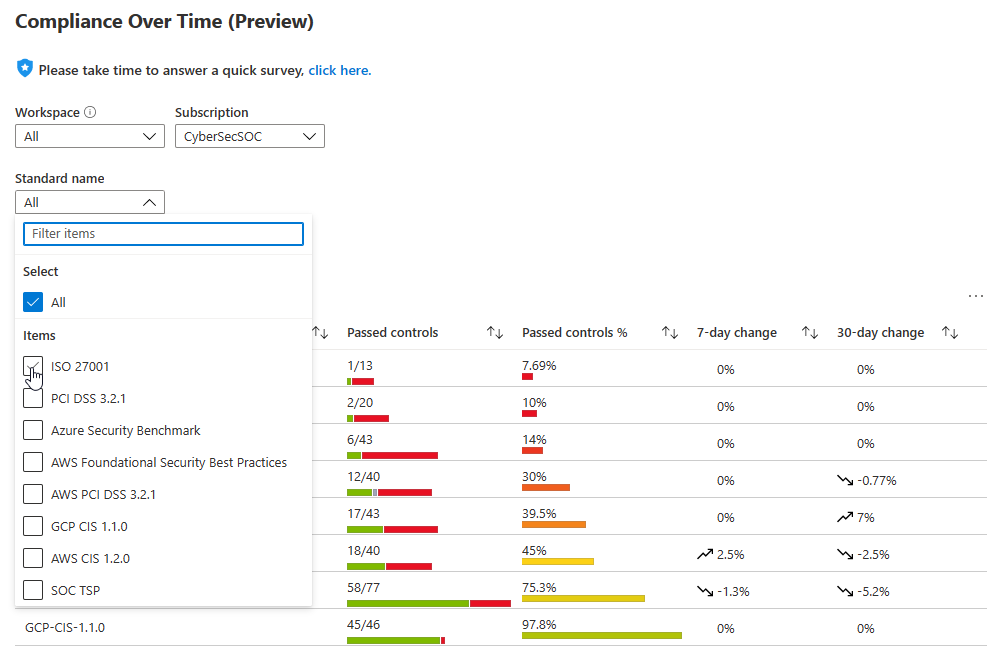 Compliance Over Time (Preview)
Please take time to answer a quick survey, click here.
Workspace
Subscription
All
CyberSecSOC
Standard name
All
Filter items
Select
All
Items
ISO 27001
PCI DSS 3.2.1
Azure Security Benchmark
AWS Foundational Security Best Practices
AWS PCI DSS 3.2.1
GCP CIS 1.1.0
AWS CIS 1.2.0
SOC TSP
Passed controls Passed controls % 7-day change 30-day change
1/13 7.69% 0% 0%
2/20 10% 0% 0%
6/43 14% 0% 0%
12/40 30% 0% -0.77%
17/43 39.5% 0% 7%
18/40 45% 2.5% -2.5%
58/77 75.3% -1.3% -5.2%
GCP-CIS-1.1.0 45/46 97.8% 0% 0%